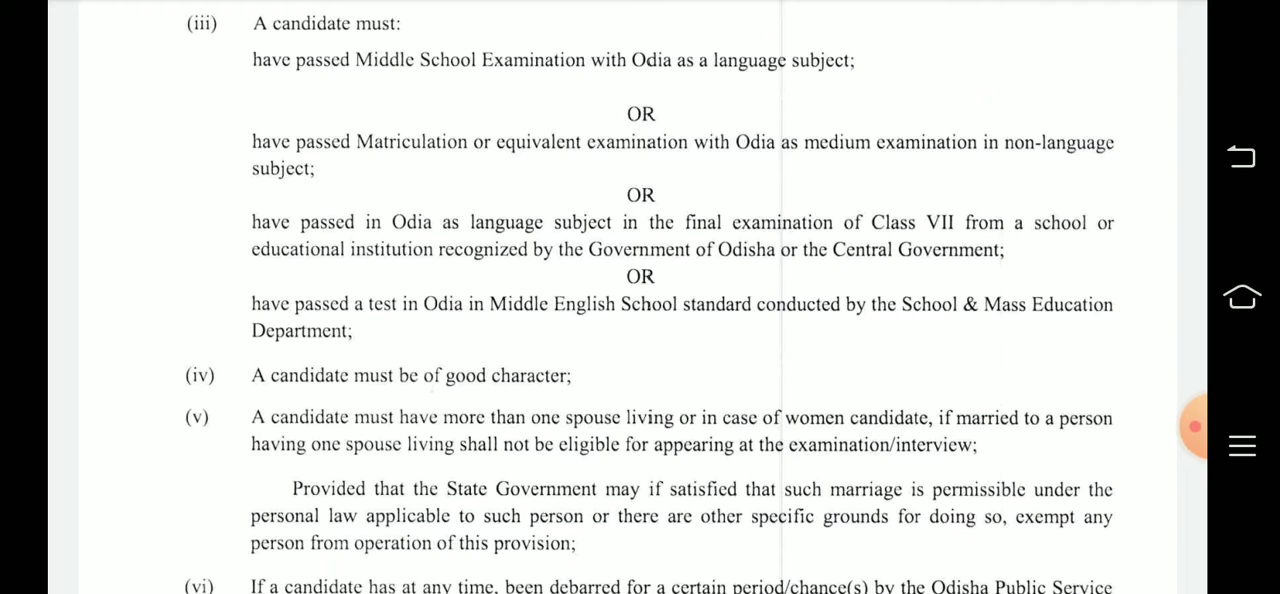 (iii) A candidate must:
have passed Middle School Examination with Odia as a language subject;
OR
have passed Matriculation or equivalent examination with Odia as medium examination in non-language
subject;
OR
have passed in Odia as language subject in the final examination of Class VII from a school or
educational institution recognized by the Government of Odisha or the Central Government;
OR
have passed a test in Odia in Middle English School standard conducted by the School & Mass Education
Department;
(iv) A candidate must be of good character;
(v) A candidate must have more than one spouse living or in case of women candidate, if married to a person
having one spouse living shall not be eligible for appearing at the examination/interview;
Provided that the State Government may if satisfied that such marriage is permissible under the
personal law applicable to such person or there are other specific grounds for doing so, exempt any
person from operation of this provision;
(vi) If a candidate has at any time, been debarred for a certain period/chance(s) by the Odisha Public Service